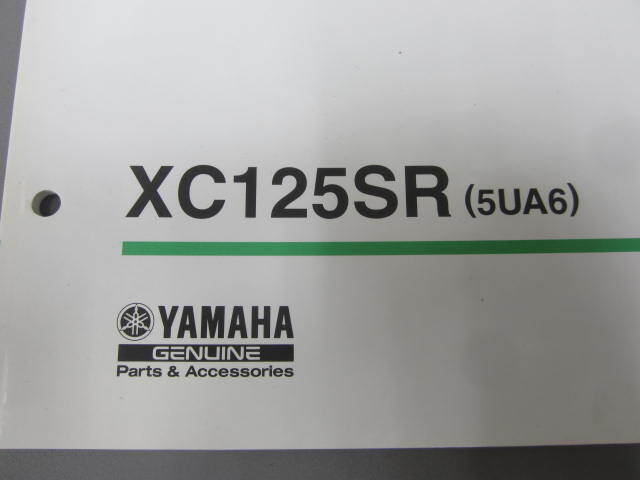 XC125SR (5UA6)
YAMAHA
GENUINE
Parts & Accessories